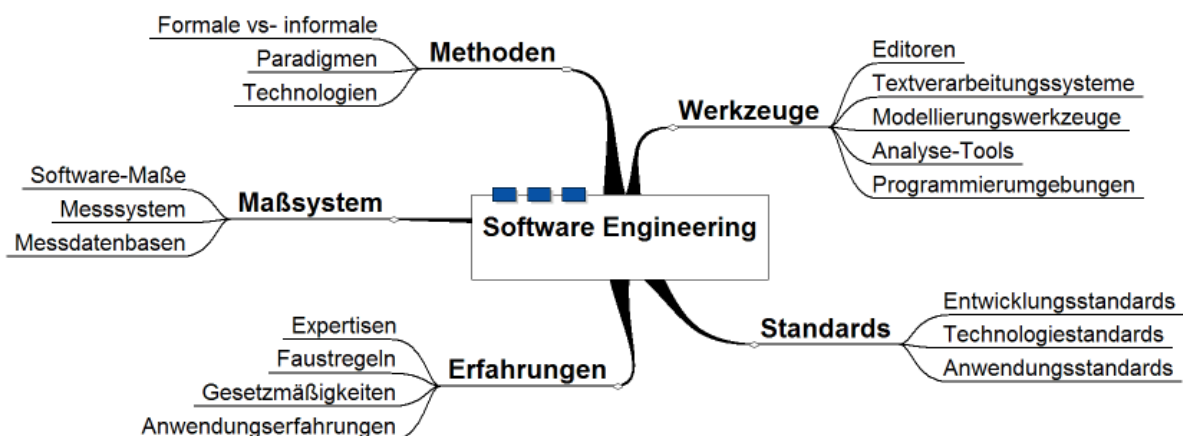 Formale vs- informale
Paradigmen
Technologien
Methoden
Werkzeuge
Editoren
Textverarbeitungssysteme
Modellierungswerkzeuge
Analyse-Tools
Programmierumgebungen
Software-Maße
Messsystem
Messdatenbasen
Maßsystem
Software Engineering
Expertisen
Faustregeln
Gesetzmäßigkeiten
Anwendungserfahrungen
Erfahrungen
Standards
Entwicklungsstandards
Technologiestandards
Anwendungsstandards